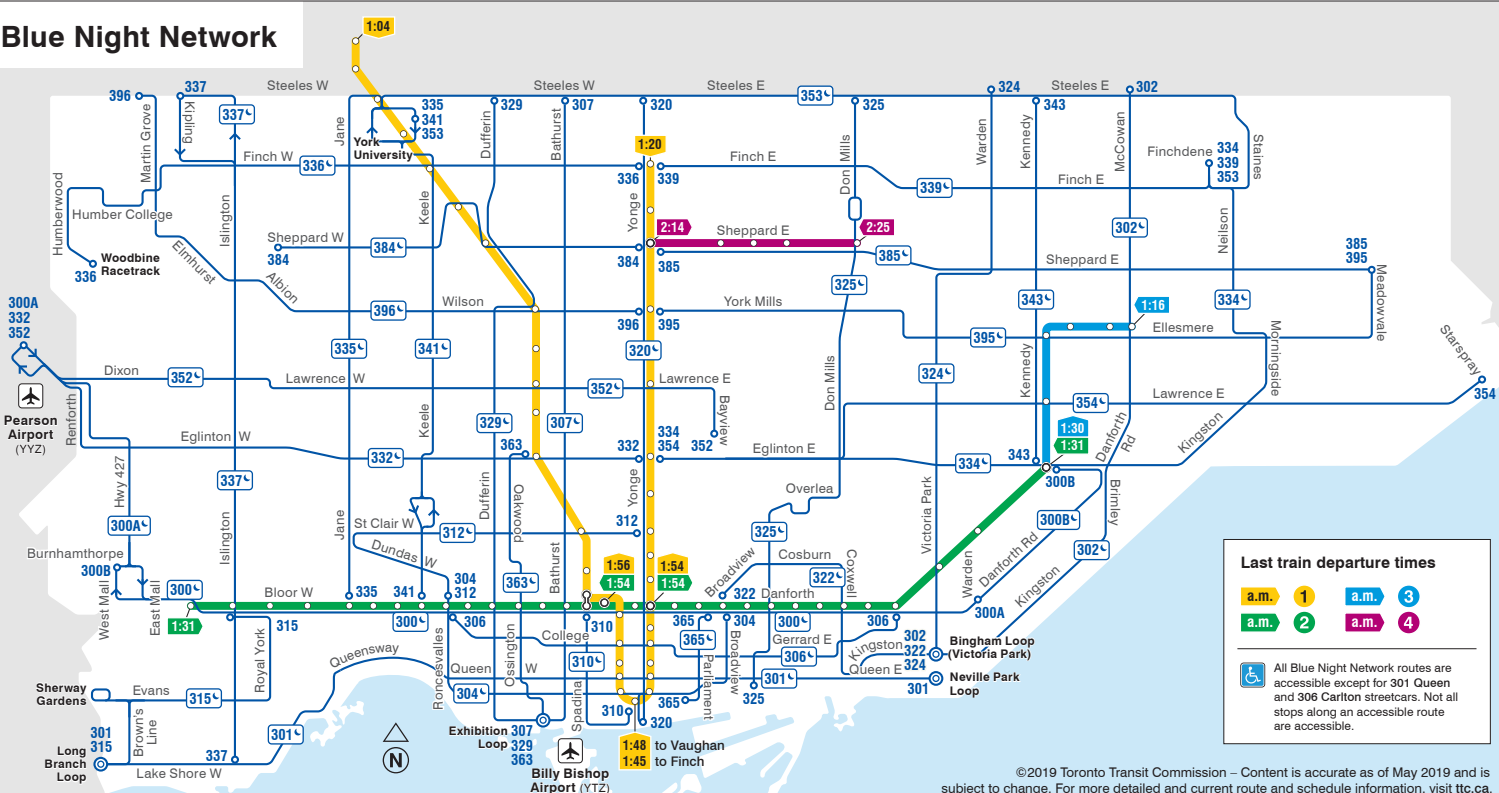 Blue Night Network
1:04
396
337
Steeles W
Steeles W
Steeles E
353
324
Steeles E
302
337
335
341
353
329
307
320
325
343
Martin Grove
Kipling
Jane
York
University
Dufferin
Bathurst
1:20
Don Mills
Warden
Kennedy
McCowan
Staines
Finchdene
334
339
353
Finch W
336
336
339
Finch E
339
Finch E
Humberwood
Humber College
Islington
Keele
Yonge
2:14
Sheppard E
2:25
302
Neilson
Sheppard W
384
384
384
385
385
Sheppard E
385
395
Woodbine
Racetrack
336
Elmhurst
Albion
325
Meadowvale
300A
332
352
396
Wilson
396
395
York Mills
343
334
1:16
Ellesmere
395
Morningside
Starspray
335
341
320
Dixon
352
Lawrence W
352
Lawrence E
324
Kennedy
Lawrence E
354
354
Pearson
Airport
(YYZ)
Renforth
Keele
Don Mills
Bayview
352
329
307
363
Eglinton W
332
332
334
354
Eglinton E
334
343
1:30
1:31
300B
Danforth
Rd
Kingston
Hwy 427
337
Islington
Jane
Dufferin
Oakwood
Yonge
Overlea
Victoria Park
Brimley
300A
St Clair W
312
312
325
300B
302
Burnhamthorpe
300B
Dundas W
Bathurst
1:56
1:54
1:54
1:54
Broadview
Cosburn
Coxwell
322
Warden
Danforth Rd
Kingston
West Mall
East Mall
300
Bloor W
335
341
304
312
363
322
Danforth
300A
1:31
315
300
306
310
365
304
300
306
Royal York
Roncesvalles
Ossington
College
365
Gerrard E
306
Kingston
302
322
324
Bingham Loop
(Victoria Park)
Queensway
Queen
W
310
Parliament
Broadview
301
Queen E
301
Neville Park
Loop
Sherway
Gardens
Evans
315
304
Spadina
365
325
Brown's
Line
301
315
Long
Branch
Loop
Lake Shore W
337
301
N
Exhibition
Loop
307
329
363
310
320
Billy Bishop
Airport (YTZ)
1:48 to Vaughan
1:45 to Finch
Last train departure times
a.m. 1
a.m. 3
a.m. 2
a.m. 4
All Blue Night Network routes are
accessible except for 301 Queen
and 306 Carlton streetcars. Not all
stops along an accessible route
are accessible.
©2019 Toronto Transit Commission – Content is accurate as of May 2019 and is
subject to change. For more detailed and current route and schedule information, visit ttc.ca.